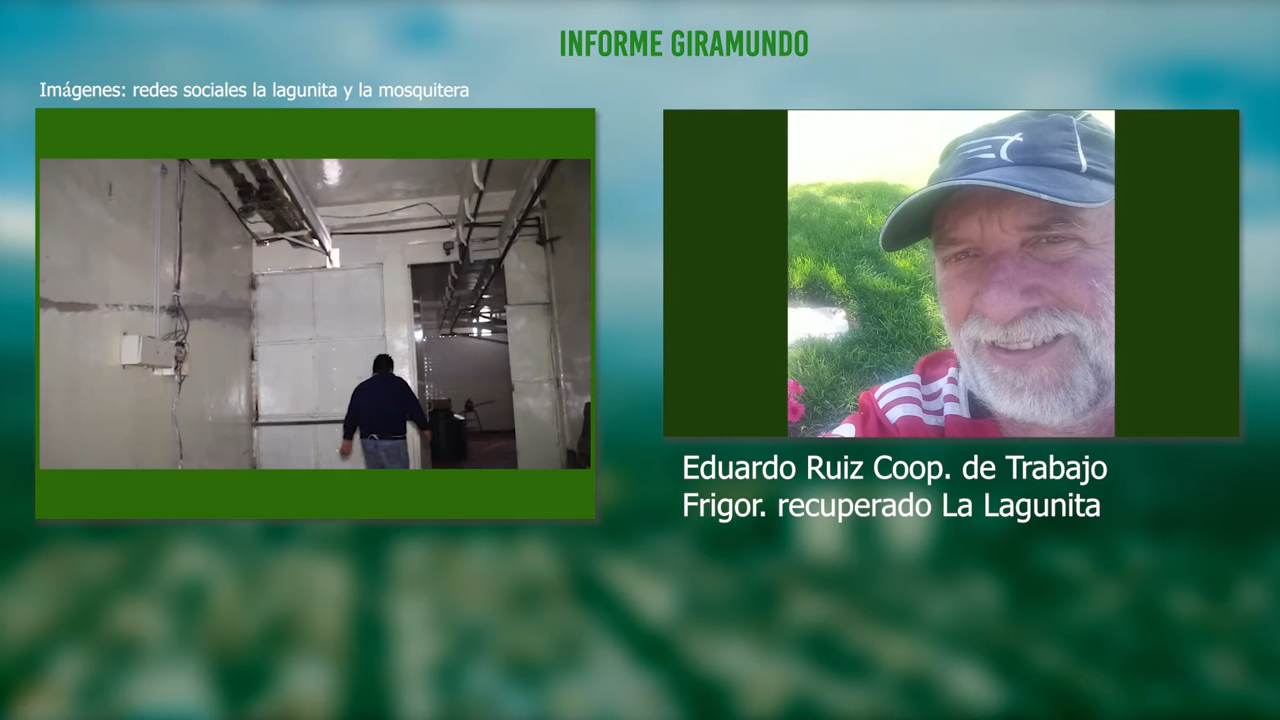 INFORME GIRAMUNDO
Imágenes: redes sociales la lagunita y la mosquitera
Eduardo Ruiz Coop. de Trabajo
Frigor. recuperado La Lagunita